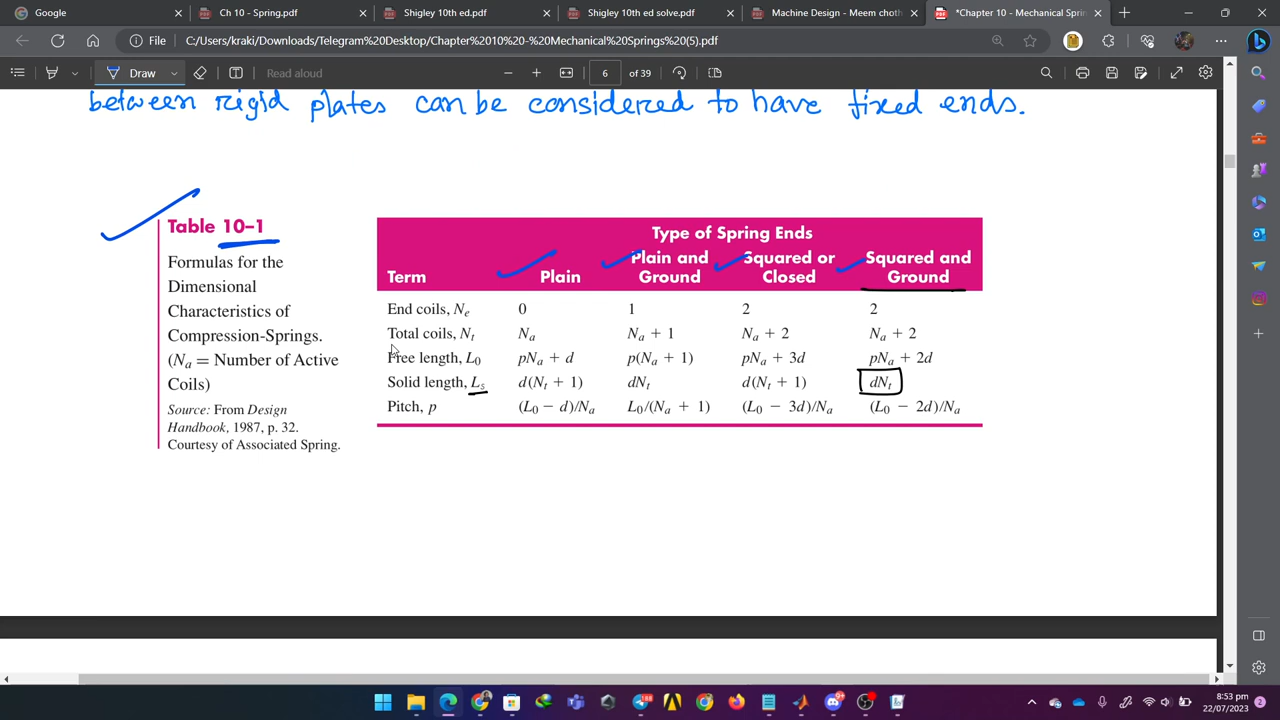 Google
Ch 10 - Spring.pdf
Shigley 10th ed.pdf
Shigley 10th ed solve.pdf
Machine Design - Meem choth
*Chapter 10 - Mechanical Sprin
File
C:/Users/kraki/Downloads/Telegram%20Desktop/Chapter%2010%20-%20Mechanical%20Springs%20(5).pdf
Draw
Read aloud
6 of 39
between rigid plates can be considered to have fixed ends.
Table 10–1
Formulas for the
Dimensional
Characteristics of
Compression-Springs.
(Nₐ = Number of Active
Coils)
Source: From Design
Handbook, 1987, p. 32.
Courtesy of Associated Spring.
Type of Spring Ends
Plain and Squared or Squared and
Term Plain Ground Closed Ground
End coils, Nₑ 0 1 2 2
Total coils, Nₜ Nₐ Nₐ + 1 Nₐ + 2 Nₐ + 2
Free length, L₀ pNₐ + d p(Nₐ + 1) pNₐ + 3d pNₐ + 2d
Solid length, Lₛ d(Nₜ + 1) dNₜ d(Nₜ + 1) dNₜ
Pitch, p (L₀ − d)/Nₐ L₀/(Nₐ + 1) (L₀ − 3d)/Nₐ (L₀ − 2d)/Nₐ
8:53 pm
22/07/2023